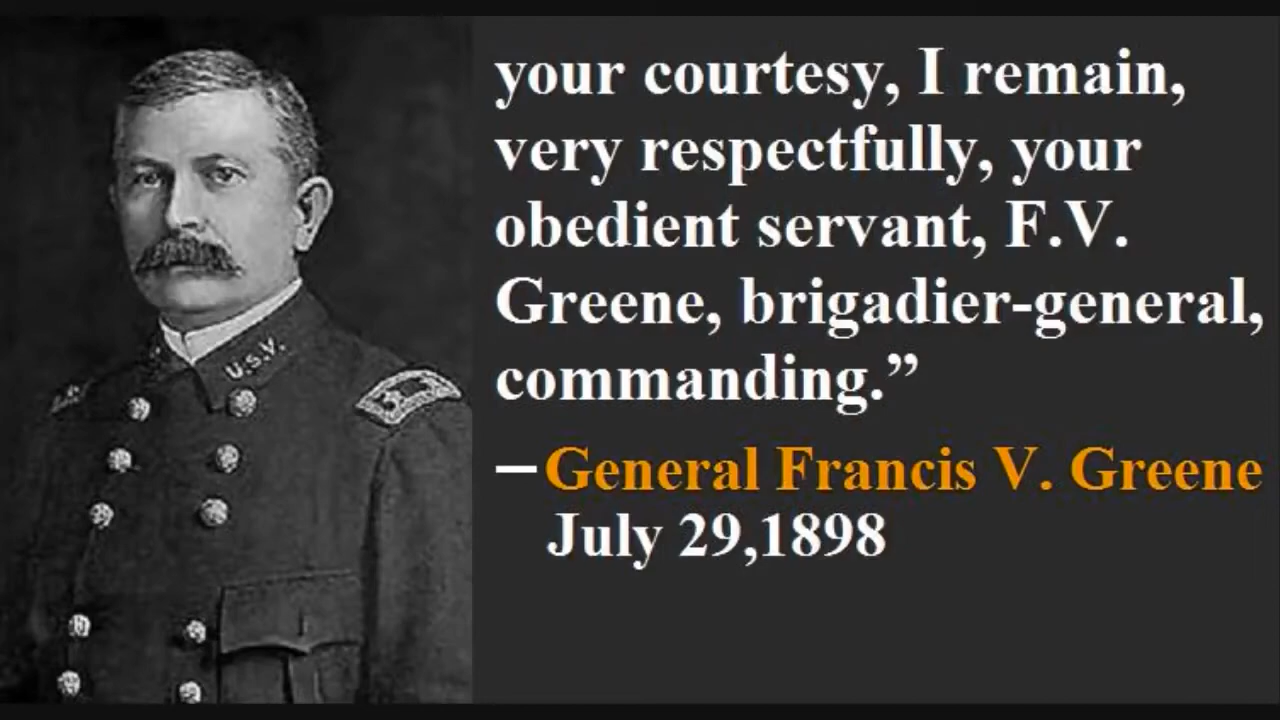 your courtesy, I remain,
very respectfully, your
obedient servant, F.V.
Greene, brigadier-general,
commanding.”
—General Francis V. Greene
July 29,1898
U.S.V.